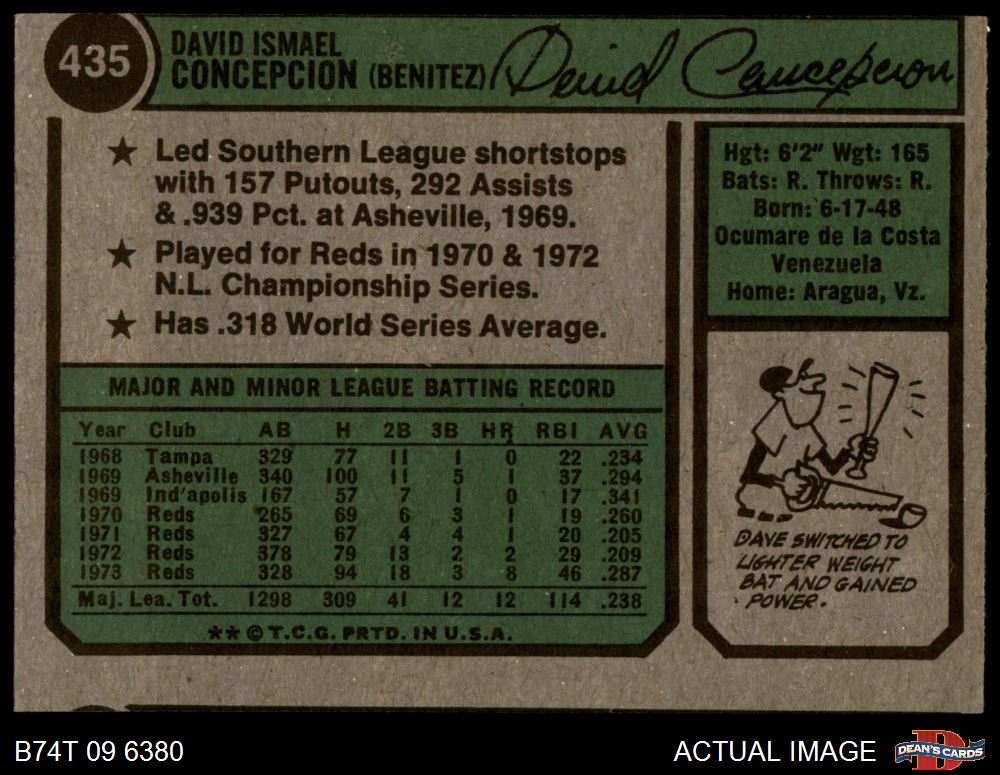 435
DAVID ISMAEL
CONCEPCION (BENITEZ)
David Concepcion
★ Led Southern League shortstops
with 157 Putouts, 292 Assists
& .939 Pct. at Asheville, 1969.
★ Played for Reds in 1970 & 1972
N.L. Championship Series.
★ Has .318 World Series Average.
MAJOR AND MINOR LEAGUE BATTING RECORD
Year Club AB H 2B 3B HR RBI AVG
1968 Tampa 329 77 11 1 0 22 .234
1969 Asheville 340 100 11 5 1 37 .294
1969 Ind'apolis 167 57 7 1 0 17 .341
1970 Reds 265 69 6 3 1 19 .260
1971 Reds 327 67 4 4 1 20 .205
1972 Reds 378 79 13 2 2 29 .209
1973 Reds 328 94 18 3 8 46 .287
Maj. Lea. Tot. 1298 309 41 12 12 114 .238
** © T.C.G. PRTD. IN U.S.A.
Hgt: 6'2" Wgt: 165
Bats: R. Throws: R.
Born: 6-17-48
Ocumare de la Costa
Venezuela
Home: Aragua, Vz.
DAVE SWITCHED TO
LIGHTER WEIGHT
BAT AND GAINED
POWER.
B74T 09 6380
ACTUAL IMAGE
D
DEAN'S CARDS